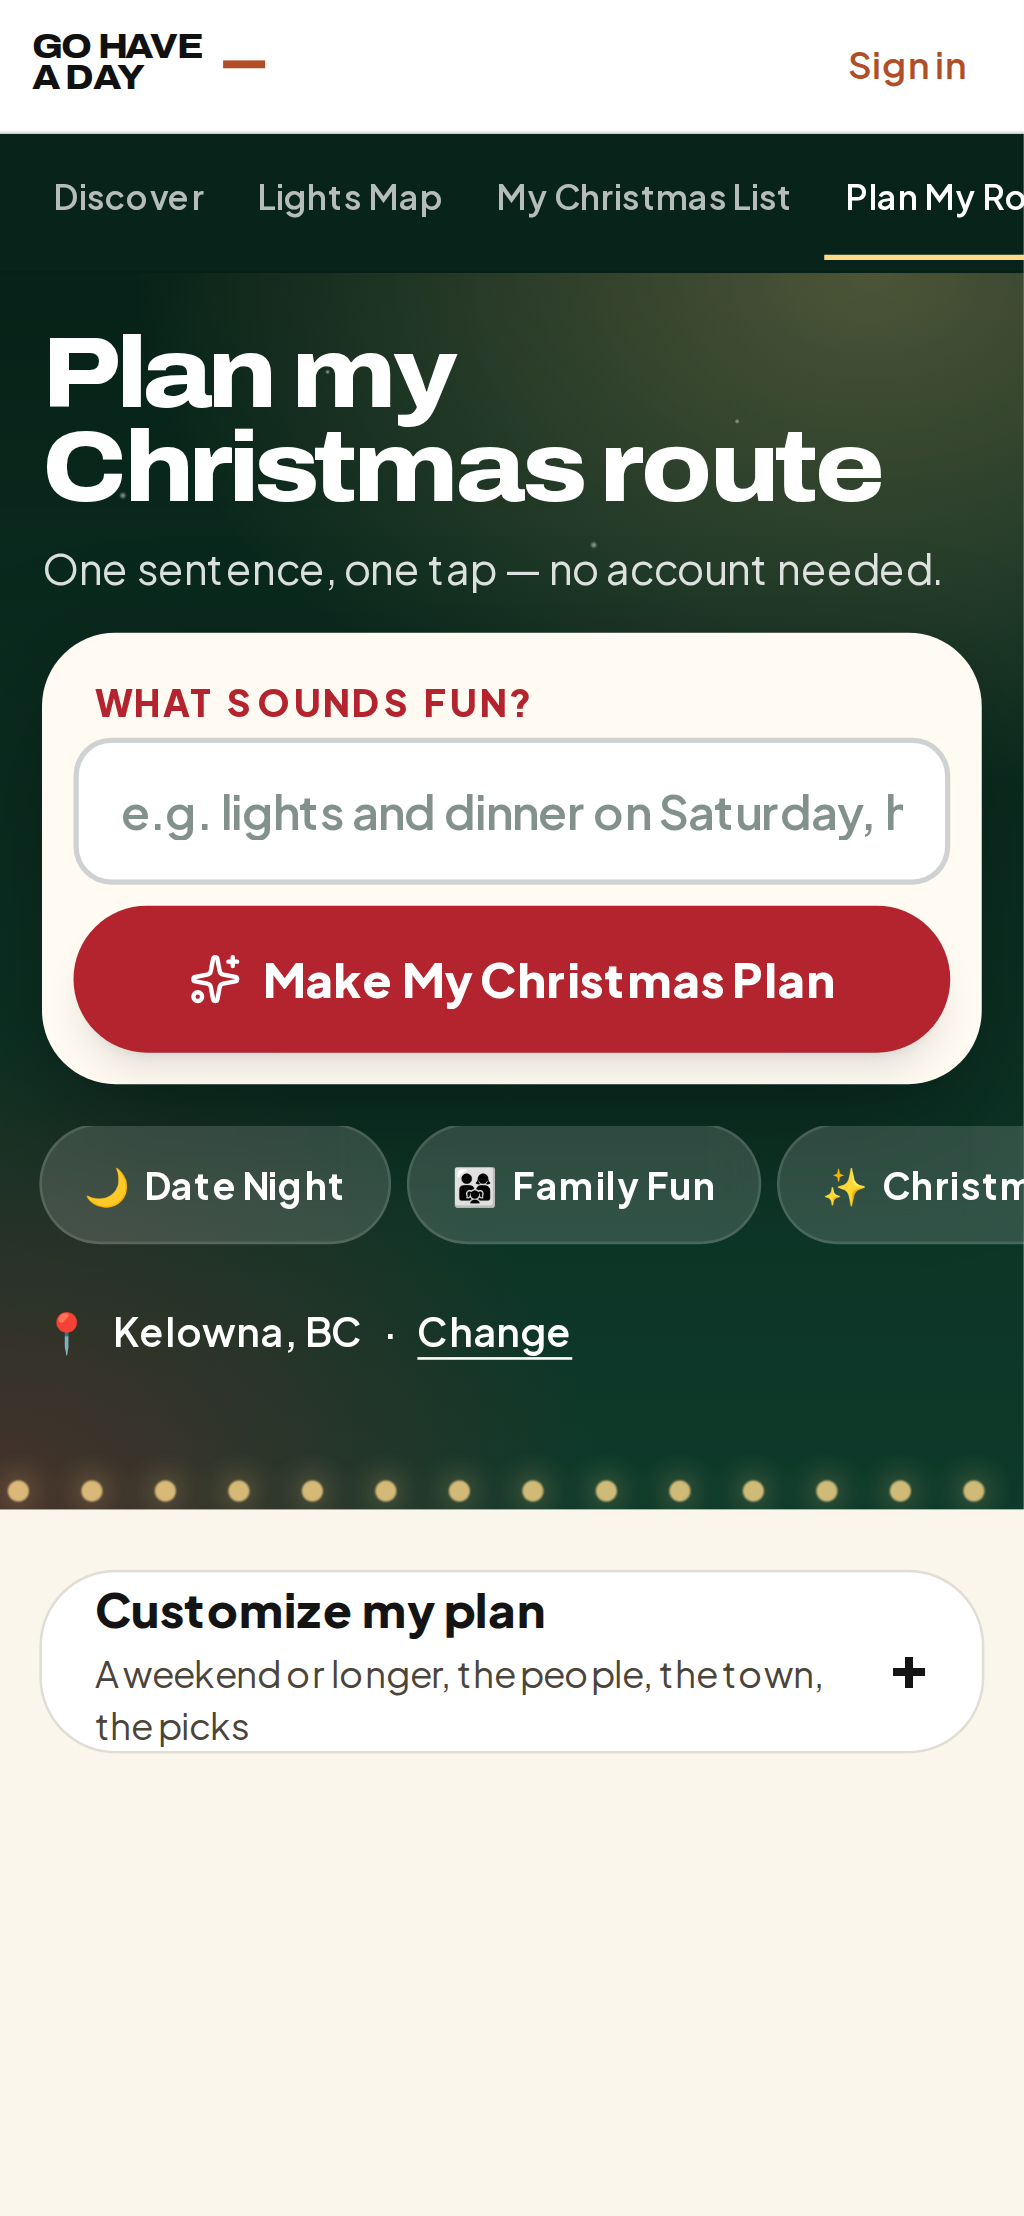 GO HAVE
A DAY
Sign in
Discover Lights Map My Christmas List Plan My Ro
Plan my
Christmas route
One sentence, one tap — no account needed.
WHAT SOUNDS FUN?
e.g. lights and dinner on Saturday, h
Make My Christmas Plan
🌙 Date Night 👨‍👩‍👧 Family Fun ✨ Christm
📍 Kelowna, BC · Change
Customize my plan
A weekend or longer, the people, the town,
the picks
+